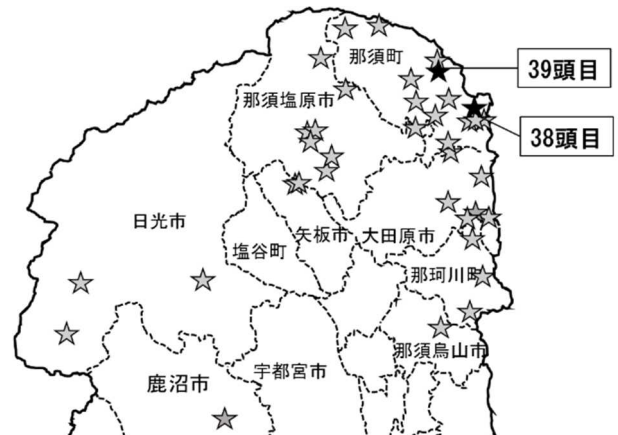 那須町
39頭目
那須塩原市
38頭目
日光市
矢板市
大田原市
塩谷町
那珂川町
那須烏山市
宇都宮市
鹿沼市